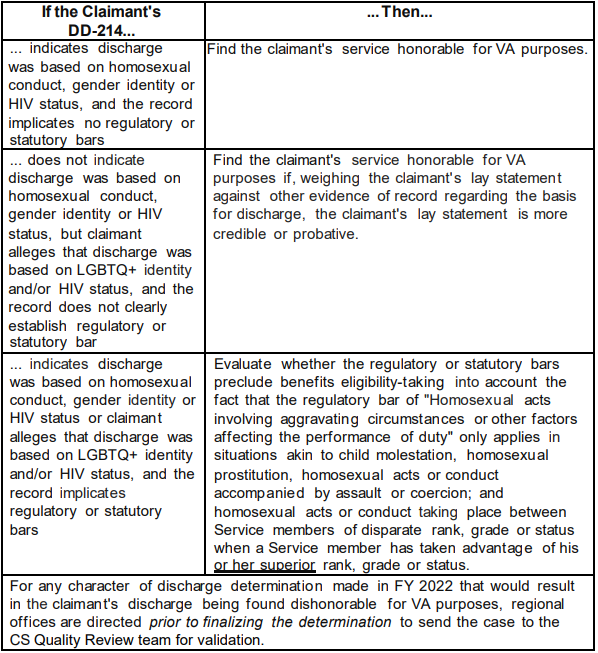 If the Claimant's
DD-214...
... Then...
... indicates discharge
was based on homosexual
conduct, gender identity or
HIV status, and the record
implicates no regulatory or
statutory bars
Find the claimant's service honorable for VA purposes.
... does not indicate
discharge was based on
homosexual conduct,
gender identity or HIV
status, but claimant
alleges that discharge was
based on LGBTQ+ identity
and/or HIV status, and the
record does not clearly
establish regulatory or
statutory bar
Find the claimant's service honorable for VA
purposes if, weighing the claimant's lay statement
against other evidence of record regarding the basis
for discharge, the claimant's lay statement is more
credible or probative.
... indicates discharge
was based on homosexual
conduct, gender identity or
HIV status or claimant
alleges that discharge was
based on LGBTQ+ identity
and/or HIV status, and the
record implicates
regulatory or statutory
bars
Evaluate whether the regulatory or statutory bars
preclude benefits eligibility-taking into account the
fact that the regulatory bar of "Homosexual acts
involving aggravating circumstances or other factors
affecting the performance of duty" only applies in
situations akin to child molestation, homosexual
prostitution, homosexual acts or conduct
accompanied by assault or coercion; and
homosexual acts or conduct taking place between
Service members of disparate rank, grade or status
when a Service member has taken advantage of his
or her superior rank, grade or status.
For any character of discharge determination made in FY 2022 that would result
in the claimant's discharge being found dishonorable for VA purposes, regional
offices are directed prior to finalizing the determination to send the case to the
CS Quality Review team for validation.